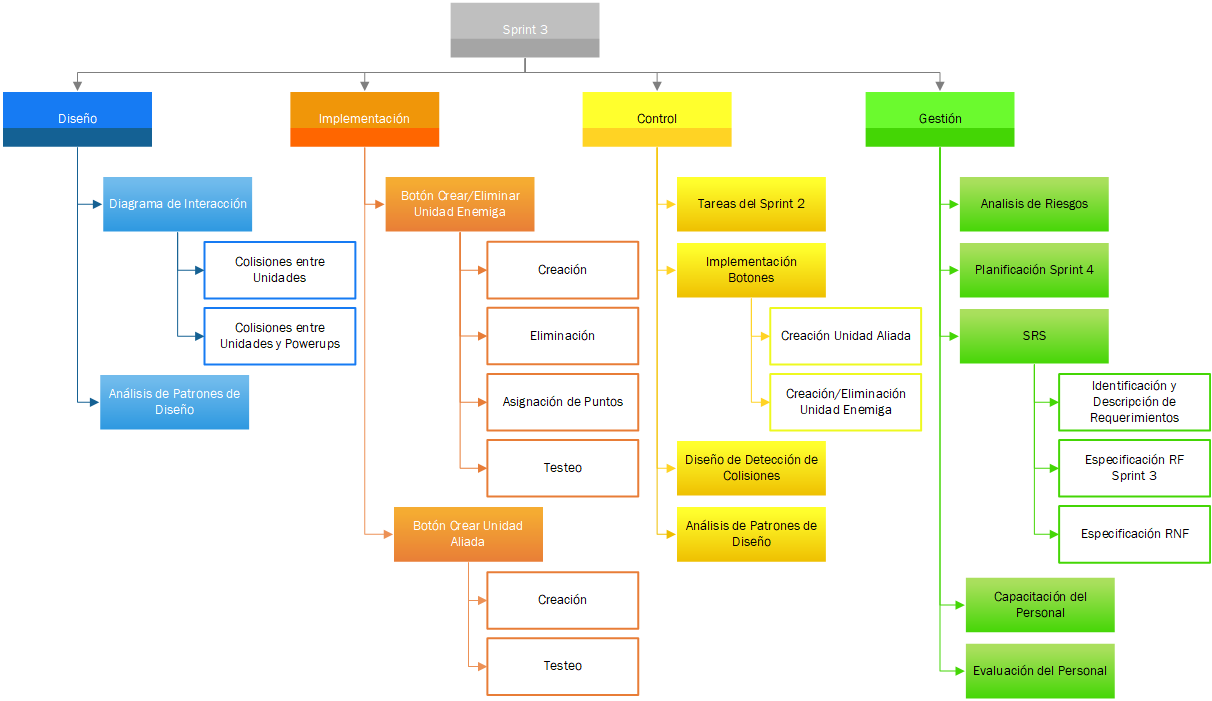 Sprint 3
Diseño
Diagrama de Interacción
Colisiones entre
Unidades
Colisiones entre
Unidades y Powerups
Análisis de Patrones de
Diseño
Implementación
Botón Crear/Eliminar
Unidad Enemiga
Creación
Eliminación
Asignación de Puntos
Testeo
Botón Crear Unidad
Aliada
Creación
Testeo
Control
Tareas del Sprint 2
Implementación
Botones
Creación Unidad Aliada
Creación/Eliminación
Unidad Enemiga
Diseño de Detección de
Colisiones
Análisis de Patrones de
Diseño
Gestión
Analisis de Riesgos
Planificación Sprint 4
SRS
Identificación y
Descripción de
Requerimientos
Especificación RF
Sprint 3
Especificación RNF
Capacitación del
Personal
Evaluación del Personal